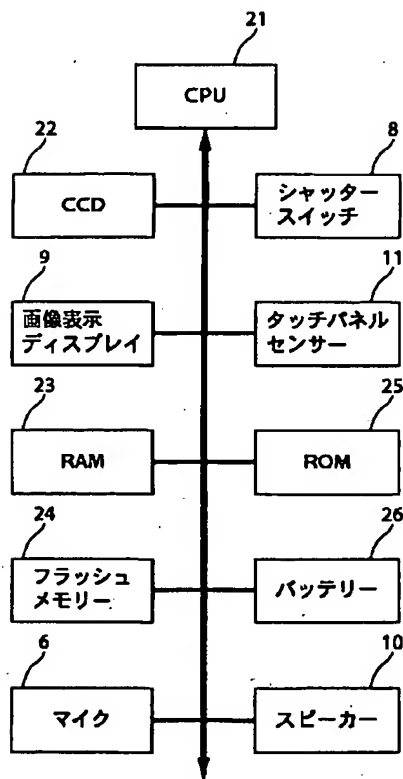 21
CPU
22
CCD
8
シャッター
スイッチ
9
画像表示
ディスプレイ
11
タッチパネル
センサー
23
RAM
25
ROM
24
フラッシュ
メモリー
26
バッテリー
6
マイク
10
スピーカー